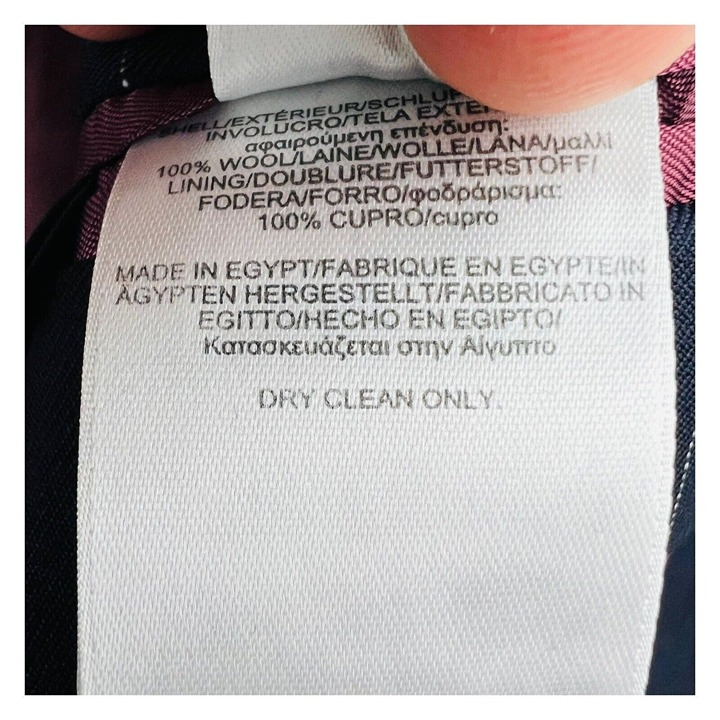 SHELL/EXTÉRIEUR/SCHLUP
INVOLUCRO/TELA EXTE
αφαιρούμενη επένδυση:
100% WOOL/LAINE/WOLLE/LANA/μαλλί
LINING/DOUBLURE/FUTTERSTOFF/
FODERA/FORRO/φοδράρισμα:
100% CUPRO/cupro
MADE IN EGYPT/FABRIQUE EN EGYPTE/IN
ÄGYPTEN HERGESTELLT/FABBRICATO IN
EGITTO/HECHO EN EGIPTO/
Κατασκευάζεται στην Αίγυπτο
DRY CLEAN ONLY.